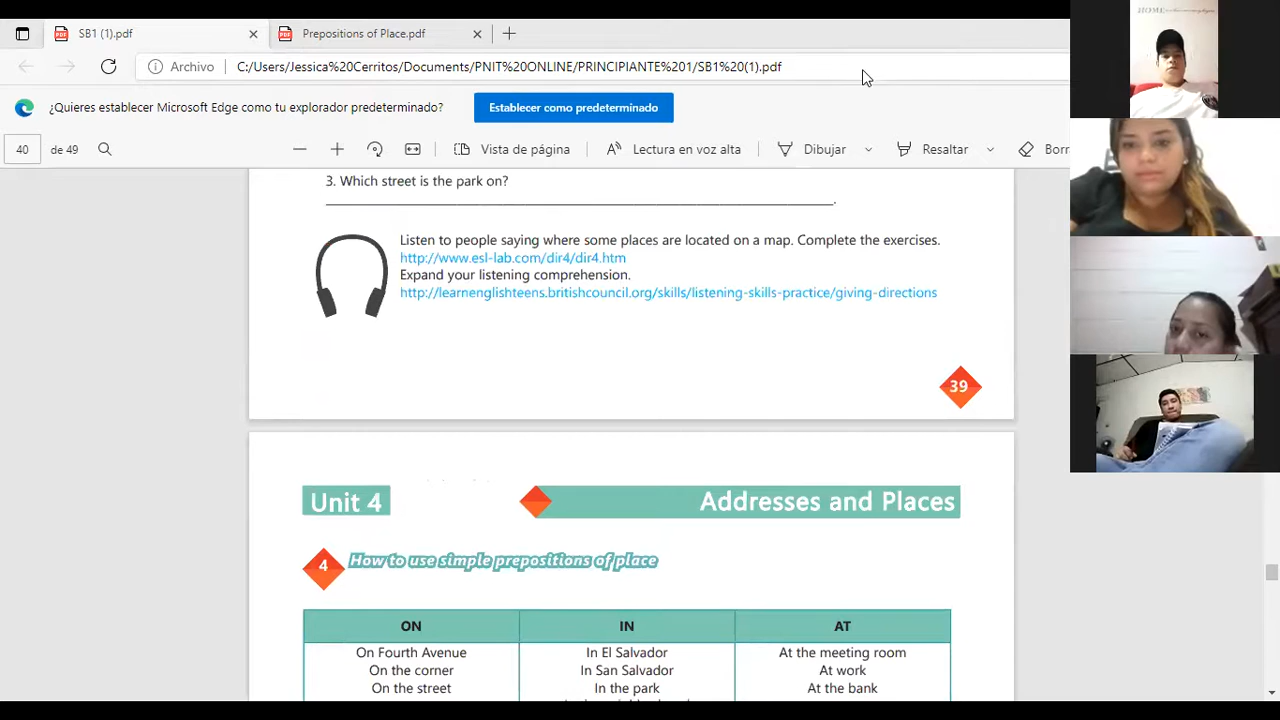 SB1 (1).pdf
Prepositions of Place.pdf
Archivo
C:/Users/Jessica%20Cerritos/Documents/PNIT%20ONLINE/PRINCIPIANTE%201/SB1%20(1).pdf
¿Quieres establecer Microsoft Edge como tu explorador predeterminado?
Establecer como predeterminado
40 de 49
Vista de página
Lectura en voz alta
Dibujar
Resaltar
Borr
3. Which street is the park on?
Listen to people saying where some places are located on a map. Complete the exercises.
http://www.esl-lab.com/dir4/dir4.htm
Expand your listening comprehension.
http://learnenglishteens.britishcouncil.org/skills/listening-skills-practice/giving-directions
39
Unit 4
Addresses and Places
4 How to use simple prepositions of place
ON IN AT
On Fourth Avenue In El Salvador At the meeting room
On the corner In San Salvador At work
On the street In the park At the bank
HOME